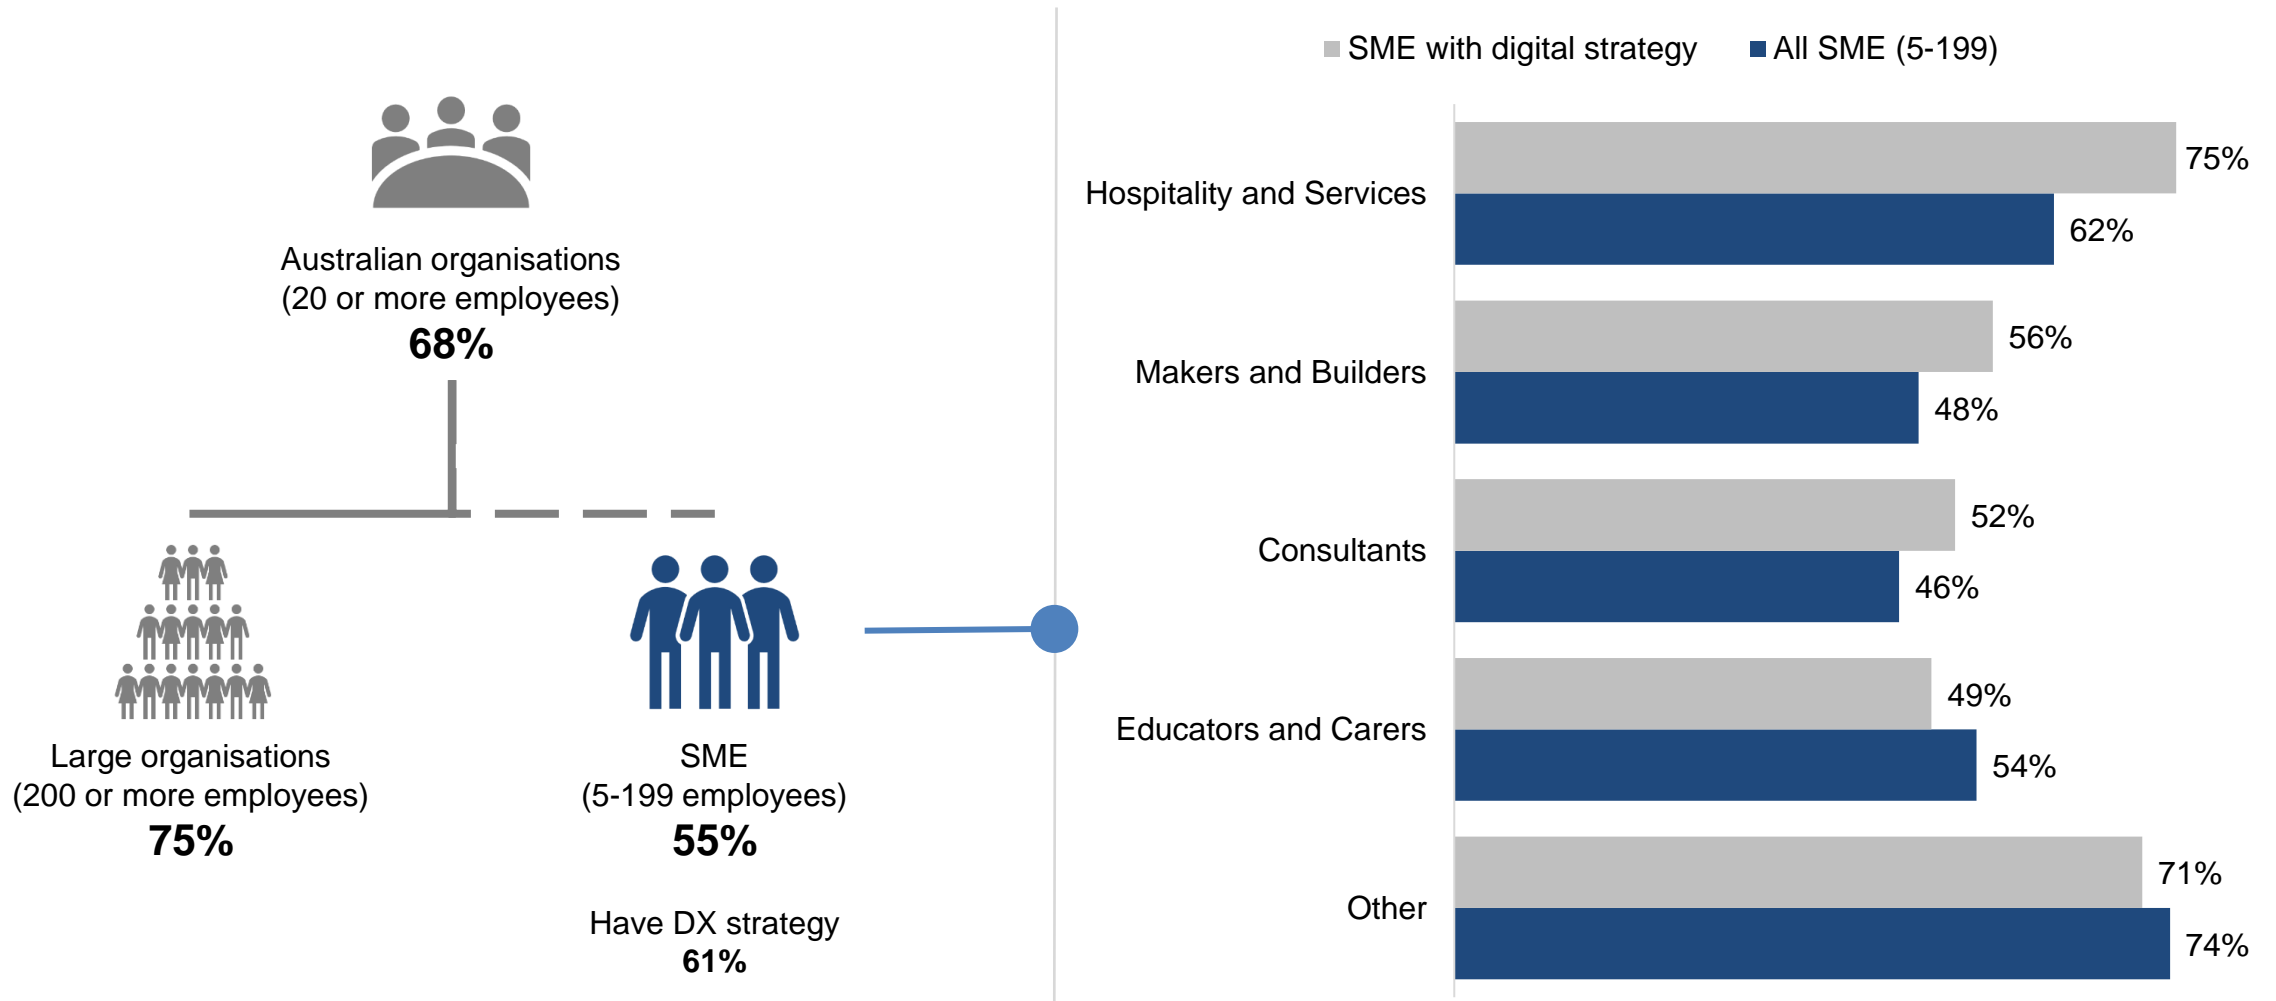 Australian organisations
(20 or more employees)
68%
Large organisations
(200 or more employees)
75%
SME
(5-199 employees)
55%
Have DX strategy
61%
SME with digital strategy
All SME (5-199)
Hospitality and Services
75%
62%
Makers and Builders
56%
48%
Consultants
52%
46%
Educators and Carers
49%
54%
Other
71%
74%